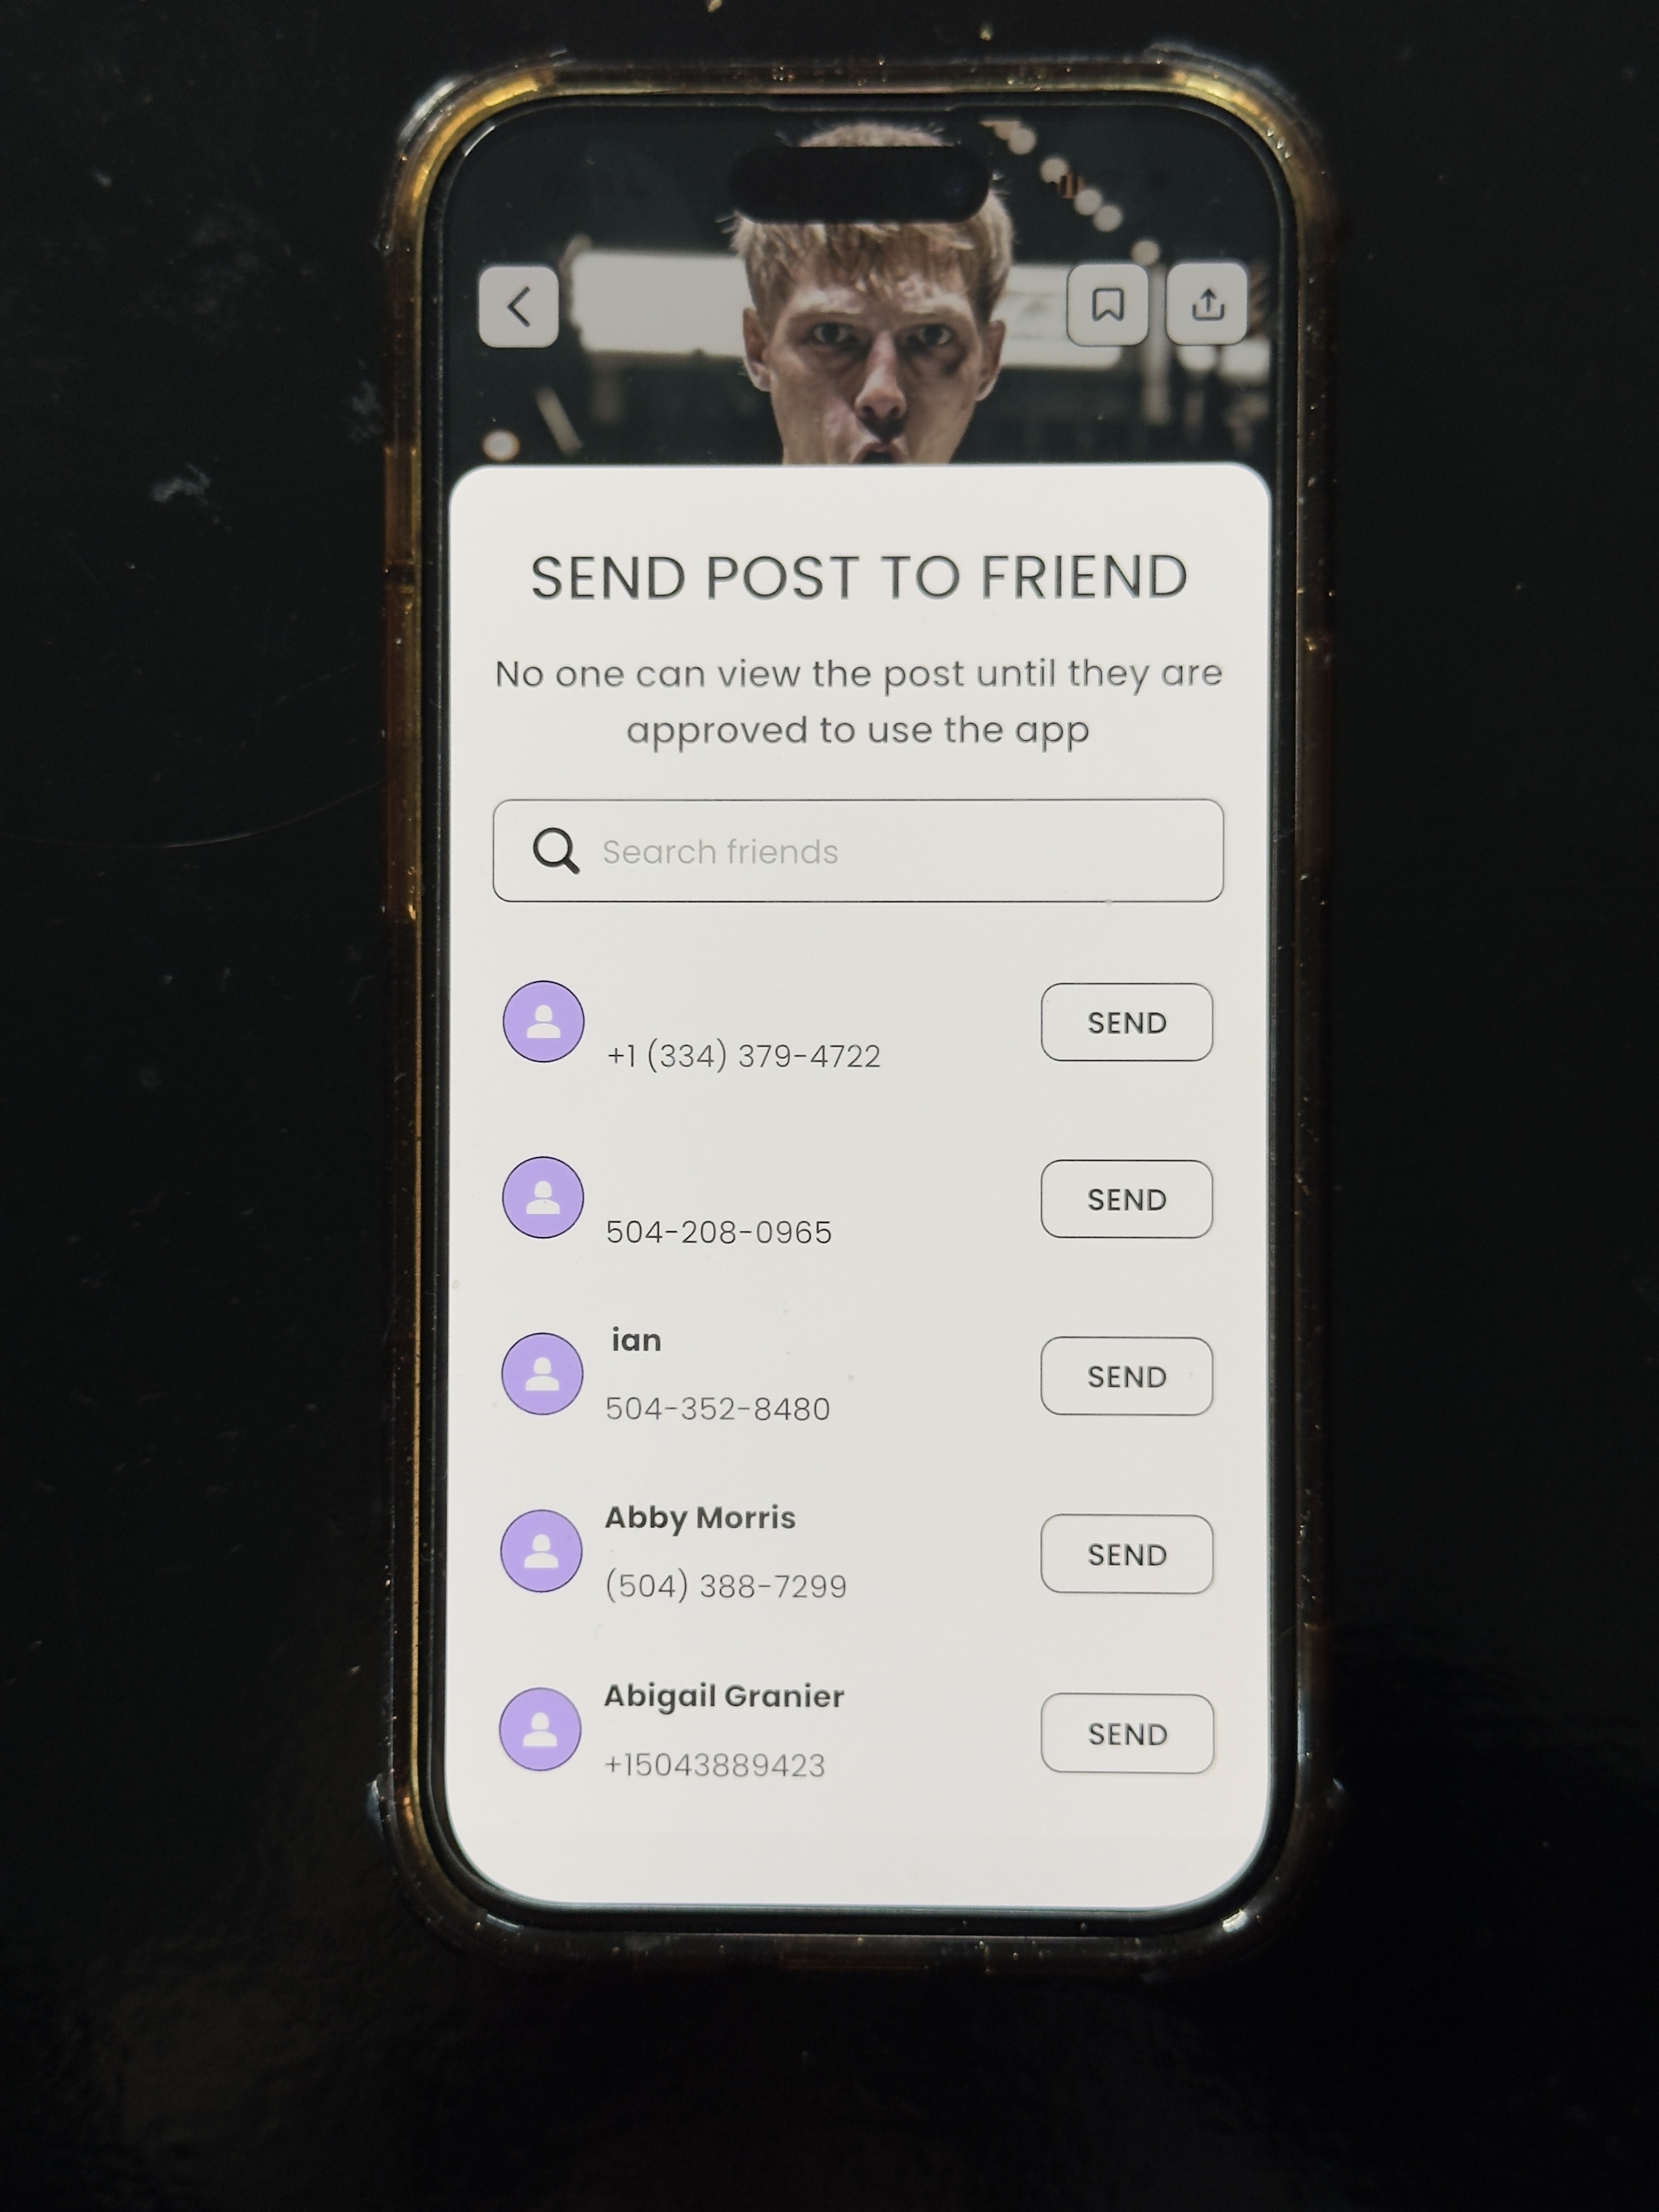 SEND POST TO FRIEND
No one can view the post until they are
approved to use the app
Search friends
+1 (334) 379-4722
SEND
504-208-0965
SEND
ian
504-352-8480
SEND
Abby Morris
(504) 388-7299
SEND
Abigail Granier
+15043889423
SEND